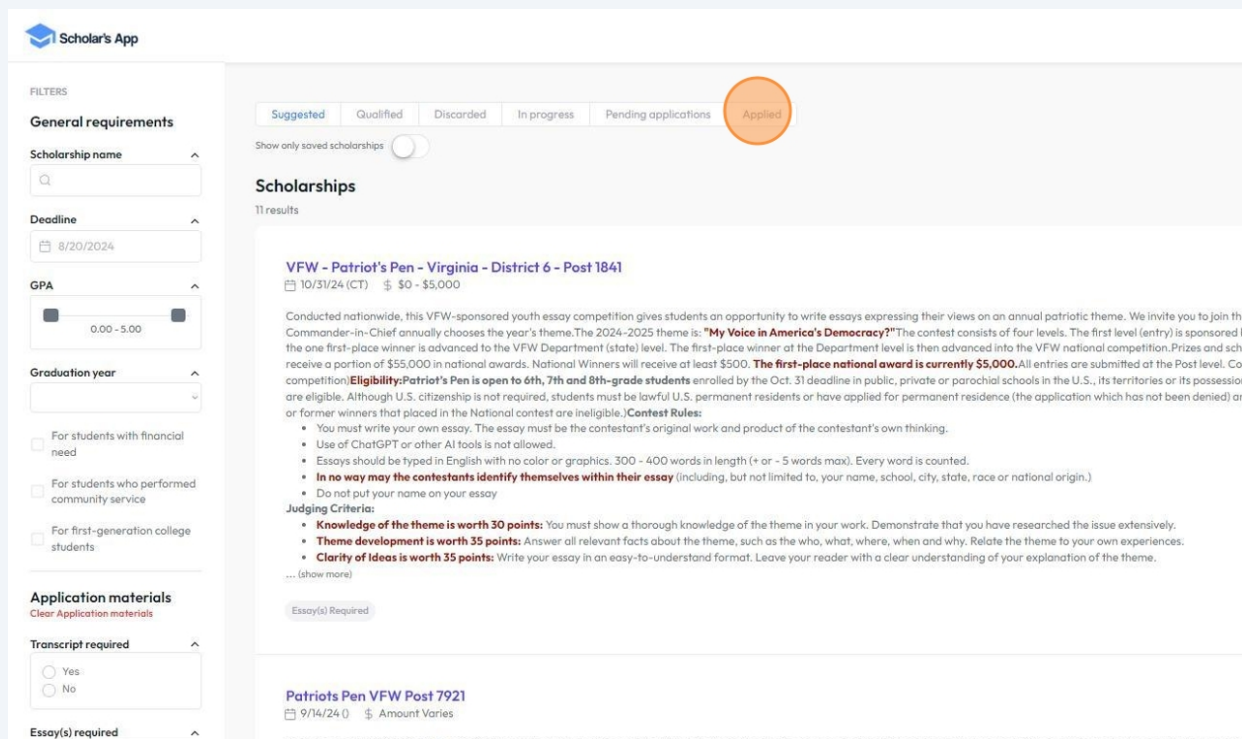 Scholar's App
FILTERS
General requirements
Scholarship name
Deadline
8/20/2024
GPA
0.00 - 5.00
Graduation year
For students with financial
need
For students who performed
community service
For first-generation college
students
Application materials
Clear Application materials
Transcript required
Yes
No
Essay(s) required
Suggested Qualified Discarded In progress Pending applications Applied
Show only saved scholarships
Scholarships
11 results
VFW - Patriot's Pen - Virginia - District 6 - Post 1841
10/31/24 (CT) $ $0 - $5,000
Conducted nationwide, this VFW-sponsored youth essay competition gives students an opportunity to write essays expressing their views on an annual patriotic theme. We invite you to join th
Commander-in-Chief annually chooses the year's theme.The 2024-2025 theme is: "My Voice in America's Democracy?"The contest consists of four levels. The first level (entry) is sponsored
the one first-place winner is advanced to the VFW Department (state) level. The first-place winner at the Department level is then advanced into the VFW national competition.Prizes and sch
receive a portion of $55,000 in national awards. National Winners will receive at least $500. The first-place national award is currently $5,000.All entries are submitted at the Post level. Co
competition)Eligibility:Patriot's Pen is open to 6th, 7th and 8th-grade students enrolled by the Oct. 31 deadline in public, private or parochial schools in the U.S., its territories or its possession
are eligible. Although U.S. citizenship is not required, students must be lawful U.S. permanent residents or have applied for permanent residence (the application which has not been denied) an
or former winners that placed in the National contest are ineligible.)Contest Rules:
• You must write your own essay. The essay must be the contestant's original work and product of the contestant's own thinking.
• Use of ChatGPT or other AI tools is not allowed.
• Essays should be typed in English with no color or graphics. 300 - 400 words in length (+ or - 5 words max). Every word is counted.
• In no way may the contestants identify themselves within their essay (including, but not limited to, your name, school, city, state, race or national origin.)
• Do not put your name on your essay
Judging Criteria:
• Knowledge of the theme is worth 30 points: You must show a thorough knowledge of the theme in your work. Demonstrate that you have researched the issue extensively.
• Theme development is worth 35 points: Answer all relevant facts about the theme, such as the who, what, where, when and why. Relate the theme to your own experiences.
• Clarity of Ideas is worth 35 points: Write your essay in an easy-to-understand format. Leave your reader with a clear understanding of your explanation of the theme.
... (show more)
Essay(s) Required
Patriots Pen VFW Post 7921
9/14/24 () $ Amount Varies